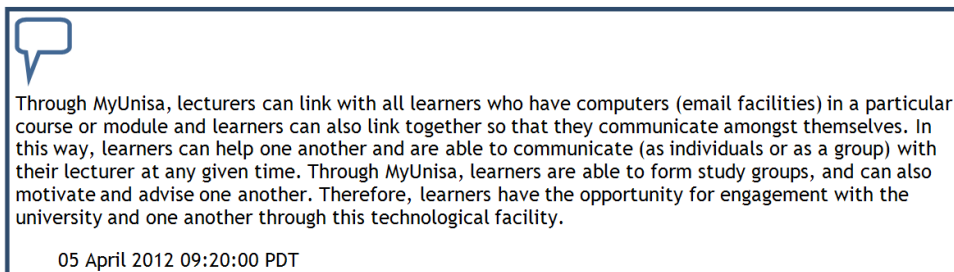 Through MyUnisa, lecturers can link with all learners who have computers (email facilities) in a particular
course or module and learners can also link together so that they communicate amongst themselves. In
this way, learners can help one another and are able to communicate (as individuals or as a group) with
their lecturer at any given time. Through MyUnisa, learners are able to form study groups, and can also
motivate and advise one another. Therefore, learners have the opportunity for engagement with the
university and one another through this technological facility.
05 April 2012 09:20:00 PDT